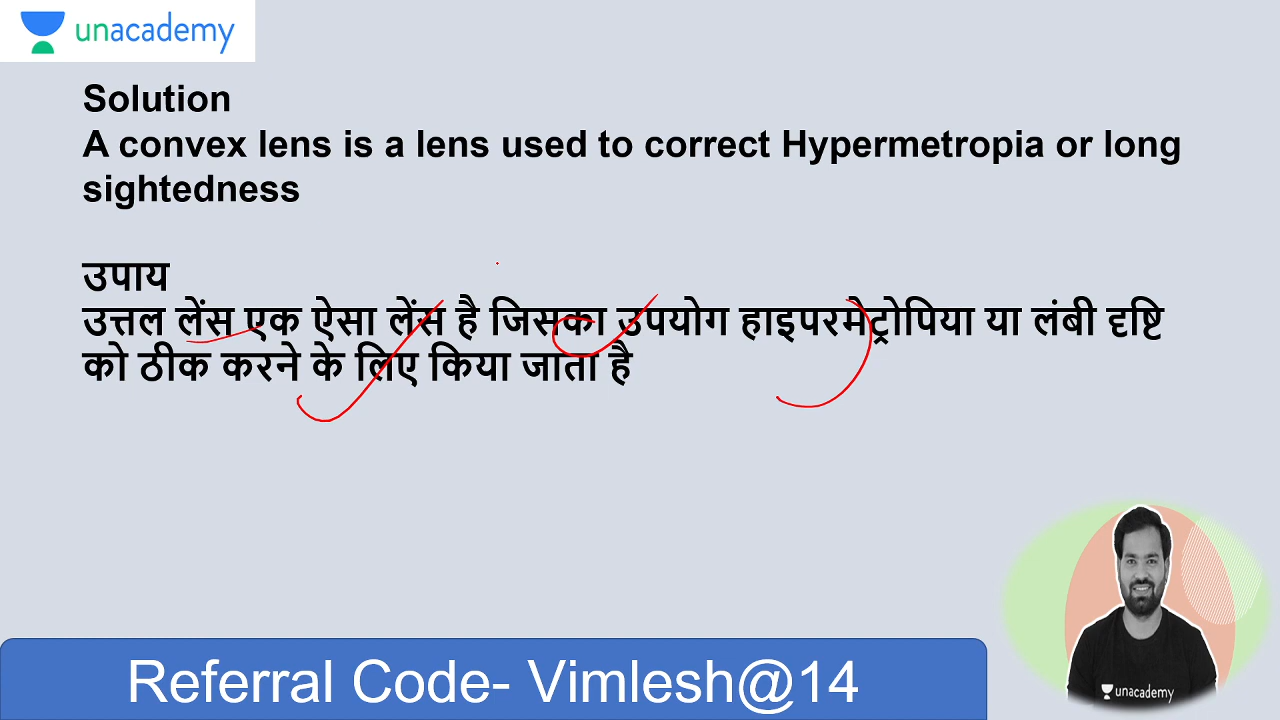 unacademy
Solution
A convex lens is a lens used to correct Hypermetropia or long
sightedness
उपाय
उत्तल लेंस एक ऐसा लेंस है जिसका उपयोग हाइपरमेट्रोपिया या लंबी दृष्टि
को ठीक करने के लिए किया जाता है
unacademy
Referral Code- Vimlesh@14